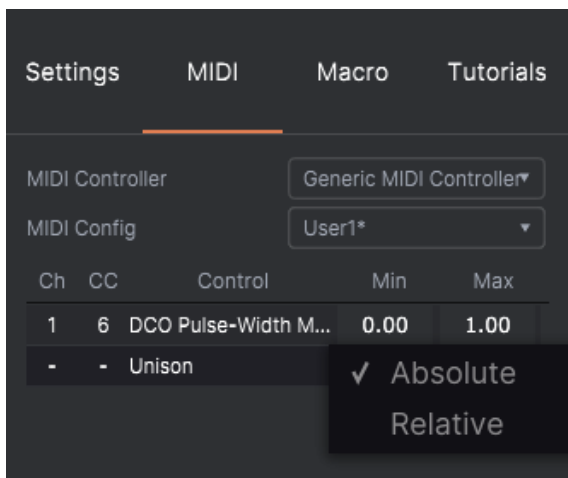 Settings MIDI Macro Tutorials
MIDI Controller Generic MIDI Controller
MIDI Config User1*
Ch CC Control Min Max
1 6 DCO Pulse-Width M... 0.00 1.00
- - Unison
✓ Absolute
Relative